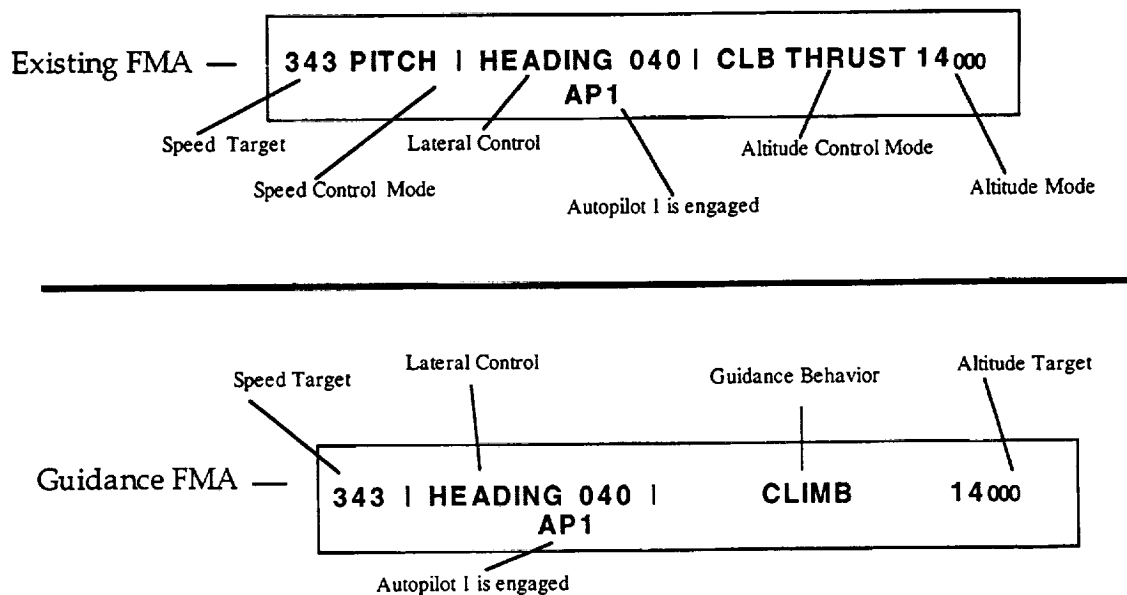 Existing FMA —
343 PITCH | HEADING 040 | CLB THRUST 14000
AP1
Speed Target
Lateral Control
Altitude Control Mode
Speed Control Mode
Altitude Mode
Autopilot 1 is engaged
Speed Target
Lateral Control
Guidance Behavior
Altitude Target
Guidance FMA —
343 | HEADING 040 | CLIMB 14000
AP1
Autopilot 1 is engaged